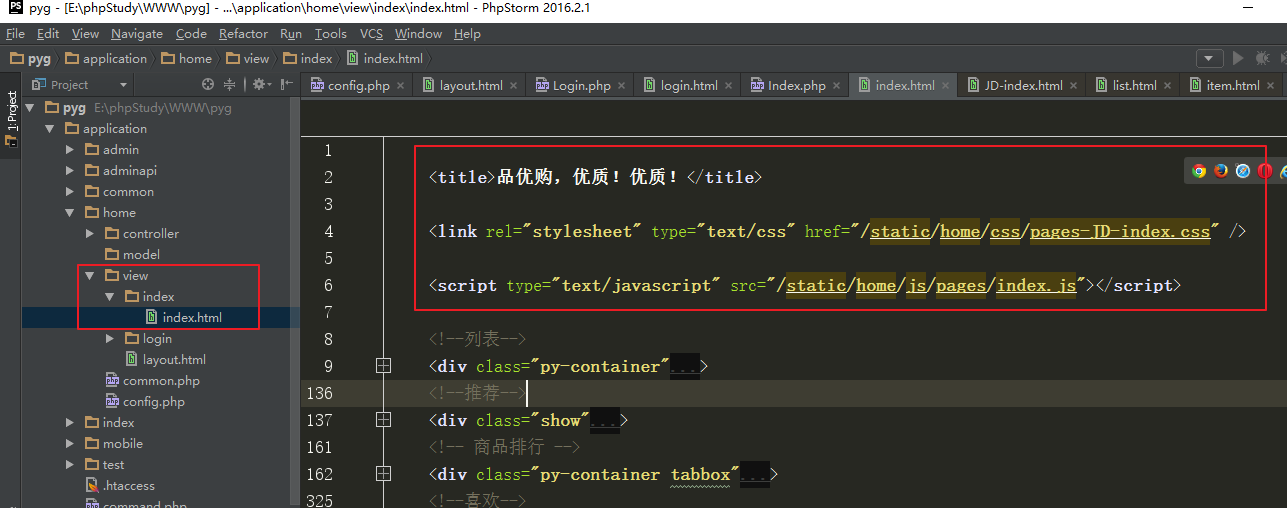 PS pyg - [E:\phpStudy\WWW\pyg] - ...\application\home\view\index\index.html - PhpStorm 2016.2.1
File Edit View Navigate Code Refactor Run Tools VCS Window Help
pyg application home view index index.html
Project
config.php layout.html Login.php login.html Index.php index.html JD-index.html list.html item.html
1: Project
pyg E:\phpStudy\WWW\pyg
application
admin
adminapi
common
home
controller
model
view
index
index.html
login
layout.html
common.php
config.php
index
mobile
test
.htaccess
command.php
1
2 <title>品优购，优质！优质！</title>
3
4 <link rel="stylesheet" type="text/css" href="/static/home/css/pages-JD-index.css" />
5
6 <script type="text/javascript" src="/static/home/js/pages/index.js"></script>
7
8 <!--列表-->
9 <div class="py-container"...>
136 <!--推荐-->
137 <div class="show"...>
161 <!-- 商品排行 -->
162 <div class="py-container tabbox"...>
325 <!--喜欢-->